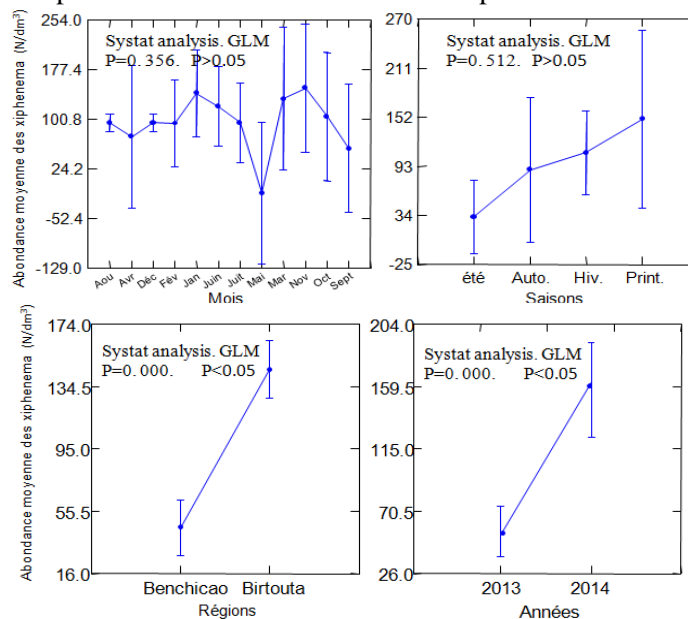 Abondance moyenne des xiphenema (N/dm³)
254.0
177.4
100.8
24.2
-52.4
-129.0
Systat analysis. GLM
P=0.356. P>0.05
Aou Avr Déc Fév Jan Juin Juit Mai Mar Nov Oct Sept
Mois
270
211
152
93
34
-25
Systat analysis. GLM
P=0.512. P>0.05
été Auto. Hiv. Print.
Saisons
Abondance moyenne des xiphenema (N/dm³)
174.0
134.5
95.0
55.5
16.0
Systat analysis. GLM
P=0.000. P<0.05
Benchicao Birtouta
Régions
204.0
159.5
115.0
70.5
26.0
Systat analysis. GLM
P=0.000. P<0.05
2013 2014
Années